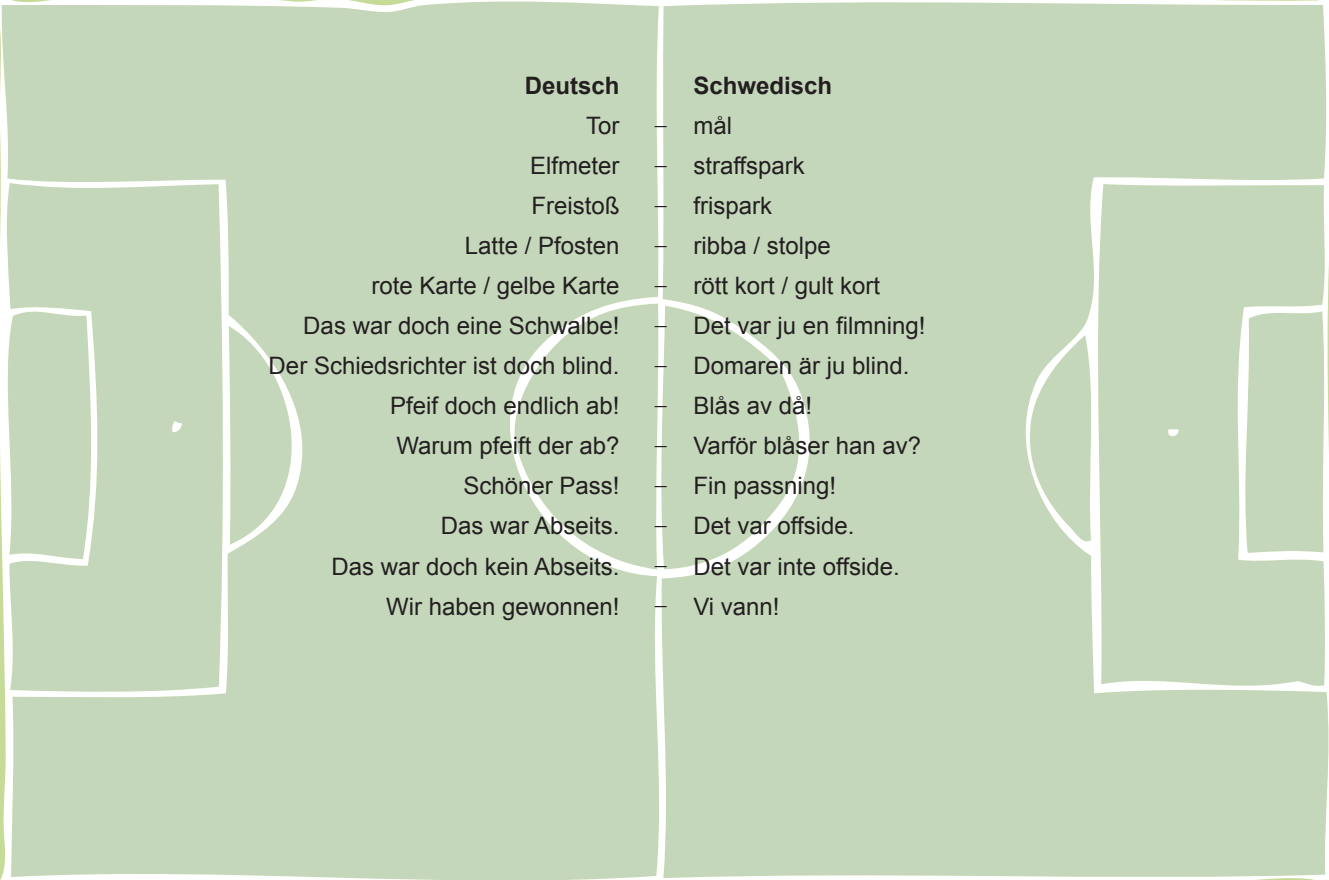 Deutsch Schwedisch
Tor – mål
Elfmeter – straffspark
Freistoß – frispark
Latte / Pfosten – ribba / stolpe
rote Karte / gelbe Karte – rött kort / gult kort
Das war doch eine Schwalbe! – Det var ju en filmning!
Der Schiedsrichter ist doch blind. – Domaren är ju blind.
Pfeif doch endlich ab! – Blås av då!
Warum pfeift der ab? – Varför blåser han av?
Schöner Pass! – Fin passning!
Das war Abseits. – Det var offside.
Das war doch kein Abseits. – Det var inte offside.
Wir haben gewonnen! – Vi vann!